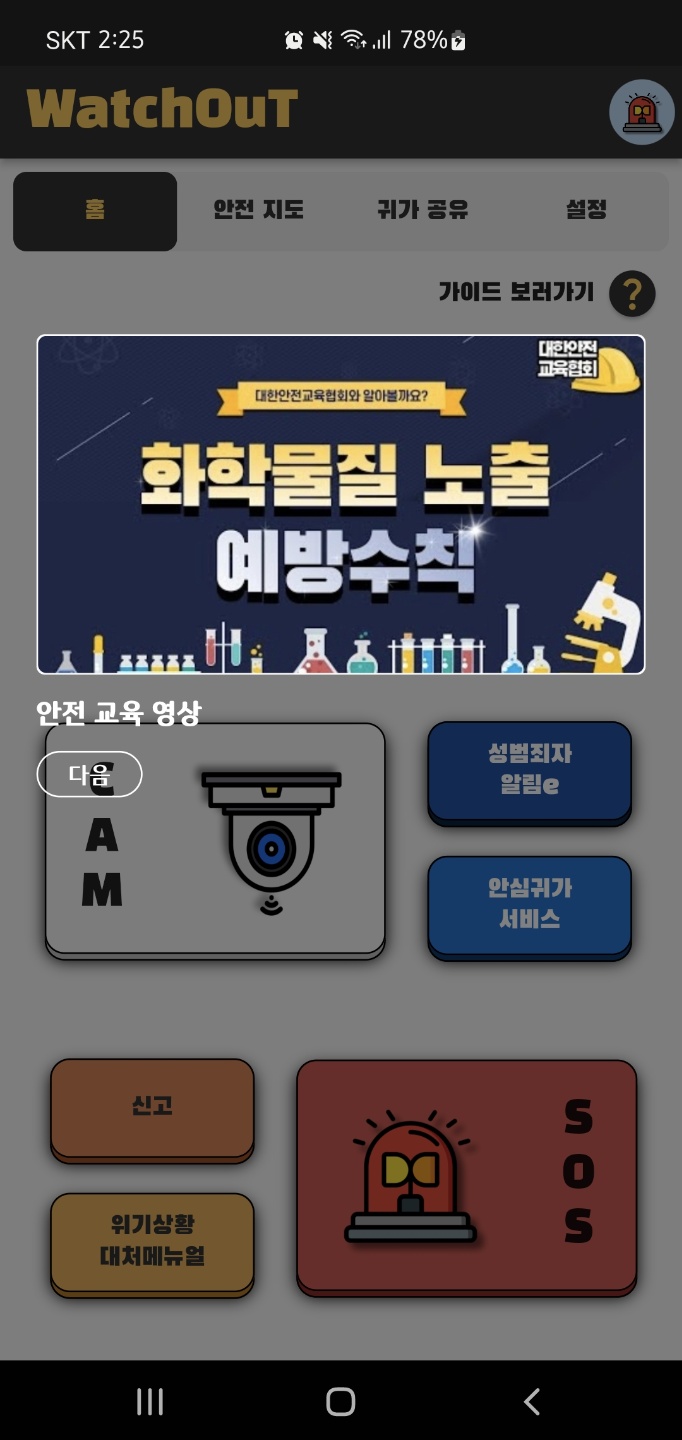 SKT 2:25
78%
WatchOuT
홈
안전 지도
귀가 공유
설정
가이드 보러가기
?
대한안전
교육협회
대한안전교육협회와 알아볼까요?
화학물질 노출
예방수칙
안전 교육 영상
다음
C
A
M
성범죄자
알림e
안심귀가
서비스
신고
위기상황
대처메뉴얼
S
O
S